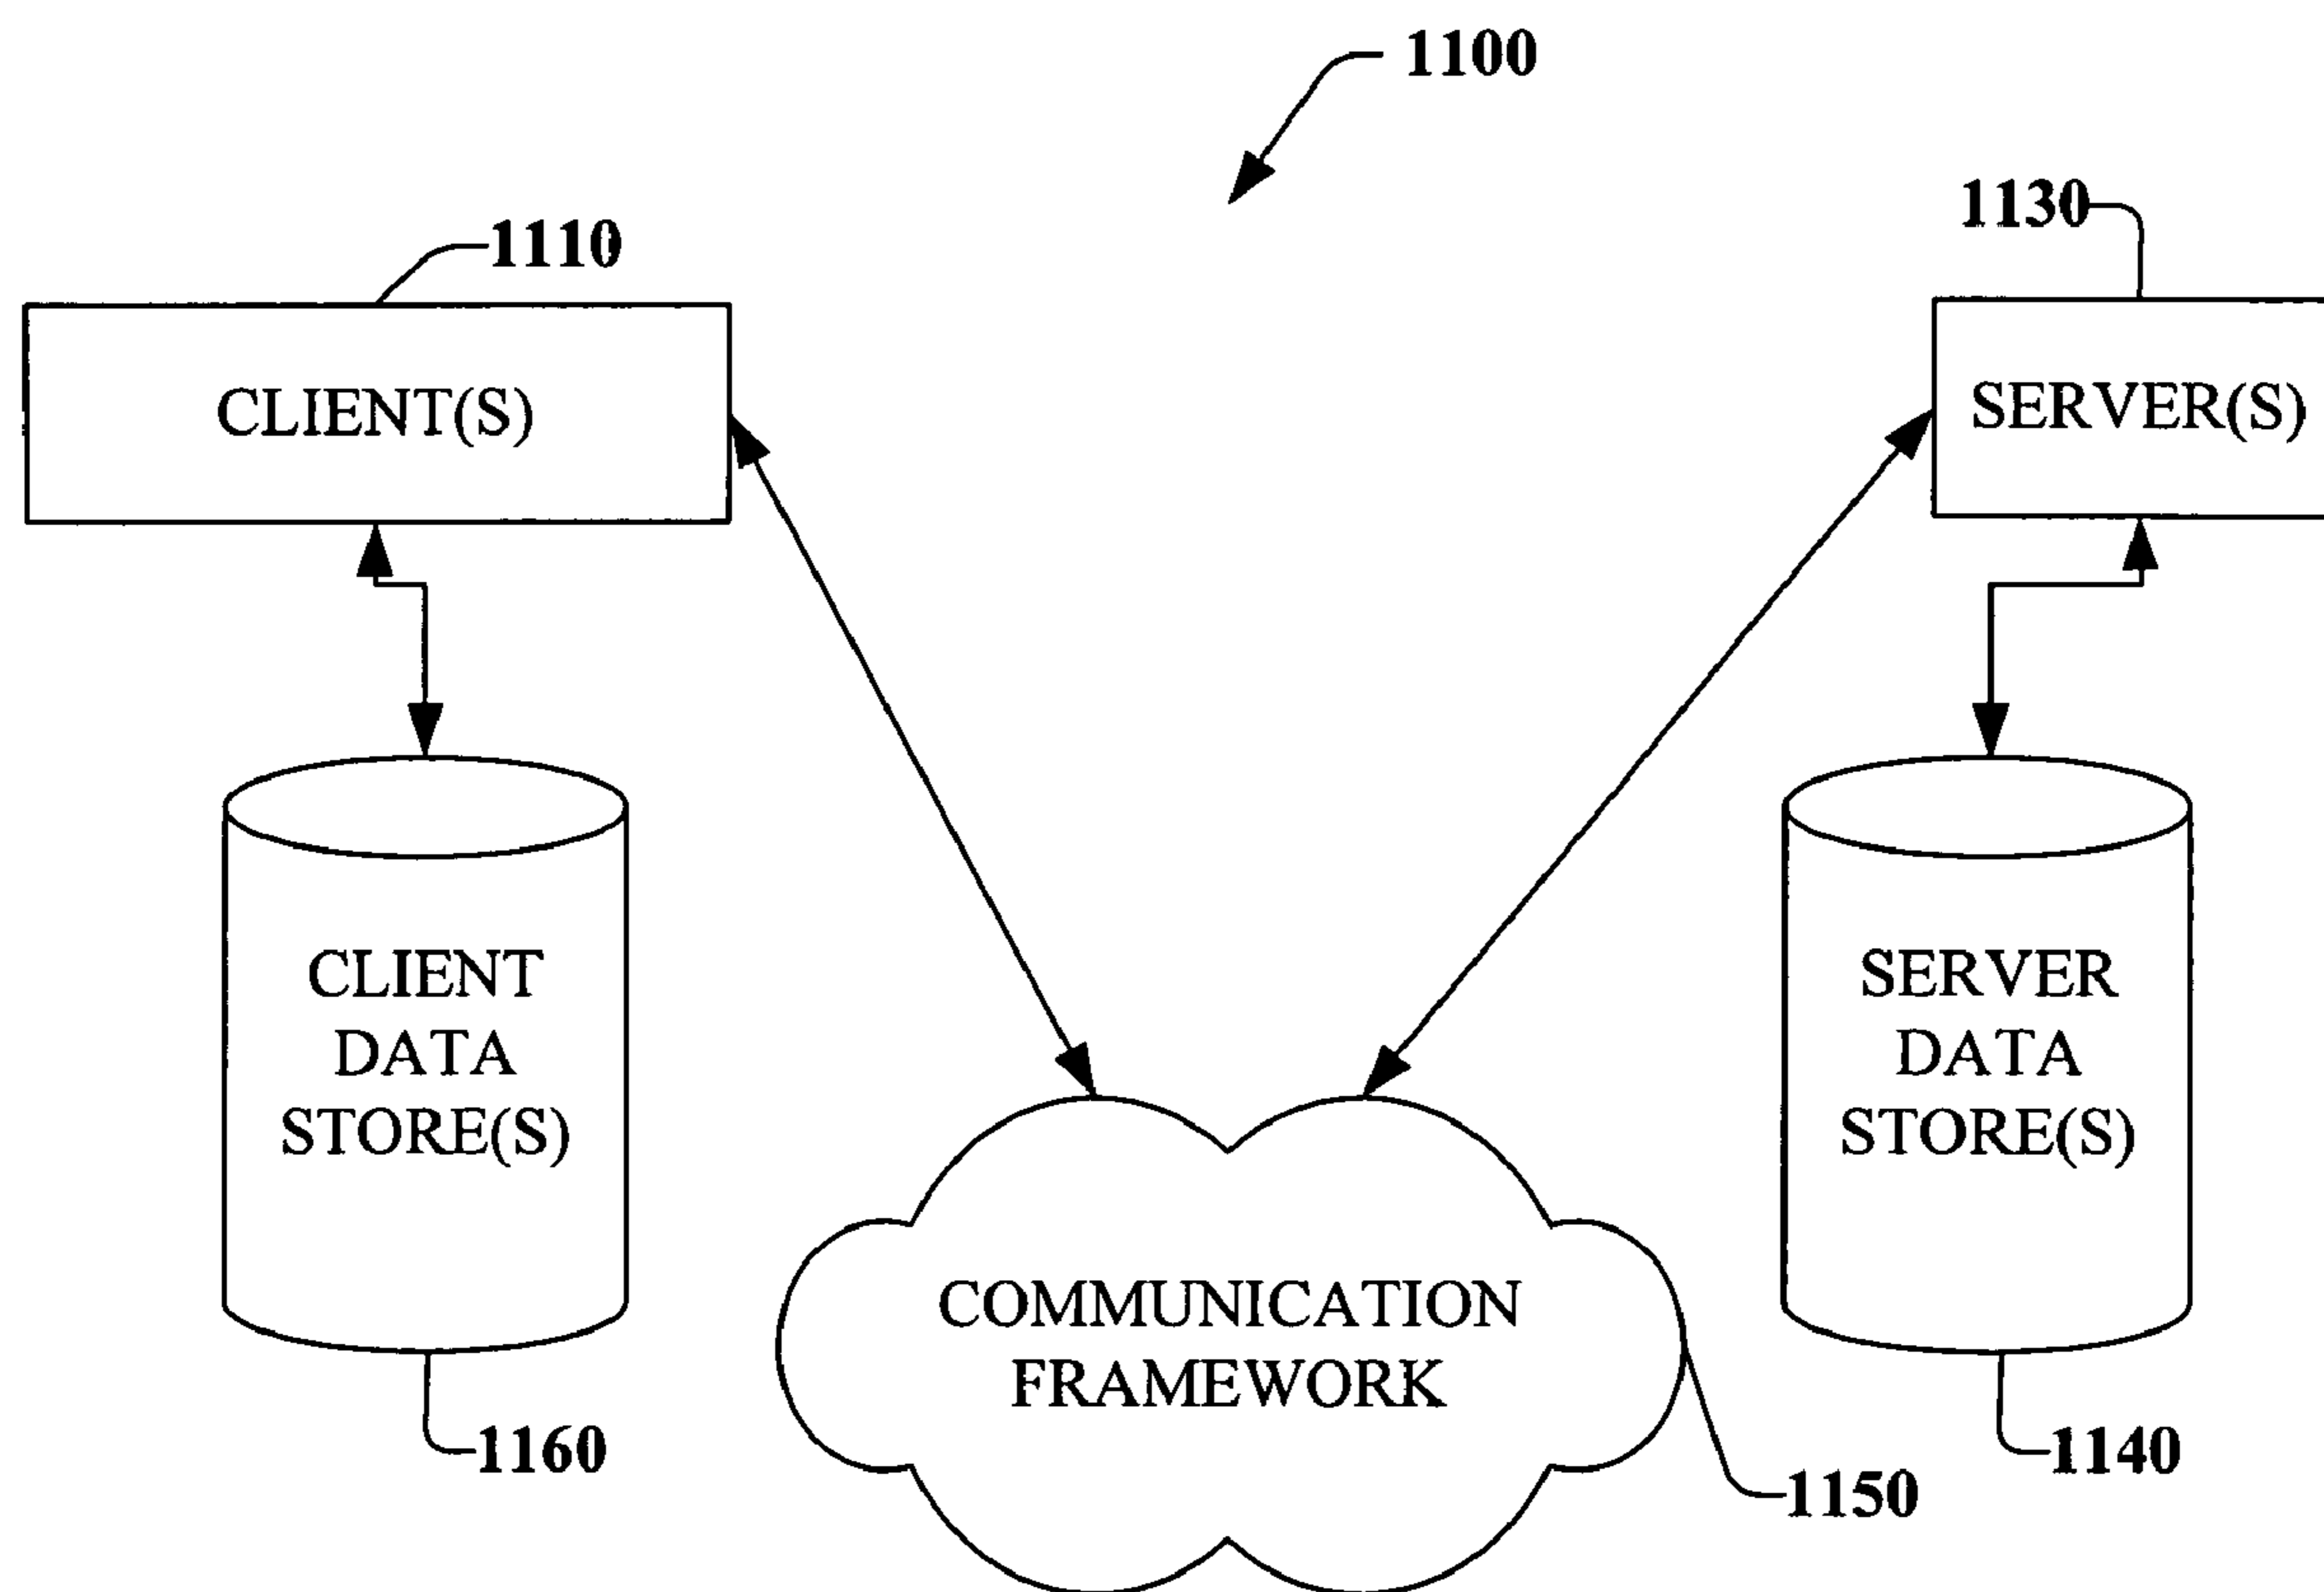 1100
1130
1110
CLIENT(S)
SERVER(S)
CLIENT
DATA
STORE(S)
SERVER
DATA
STORE(S)
COMMUNICATION
FRAMEWORK
1160
1140
1150